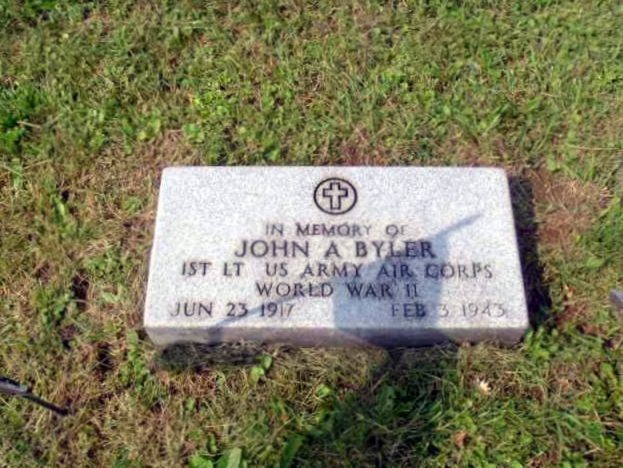 IN MEMORY OF
JOHN A BYLER
1ST LT US ARMY AIR CORPS
WORLD WAR II
JUN 23 1917 FEB 3 1943